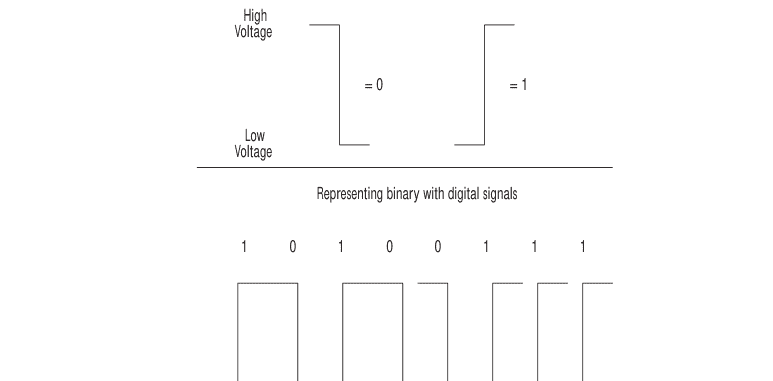 High
Voltage
= 0
= 1
Low
Voltage
Representing binary with digital signals
1 0 1 0 0 1 1 1